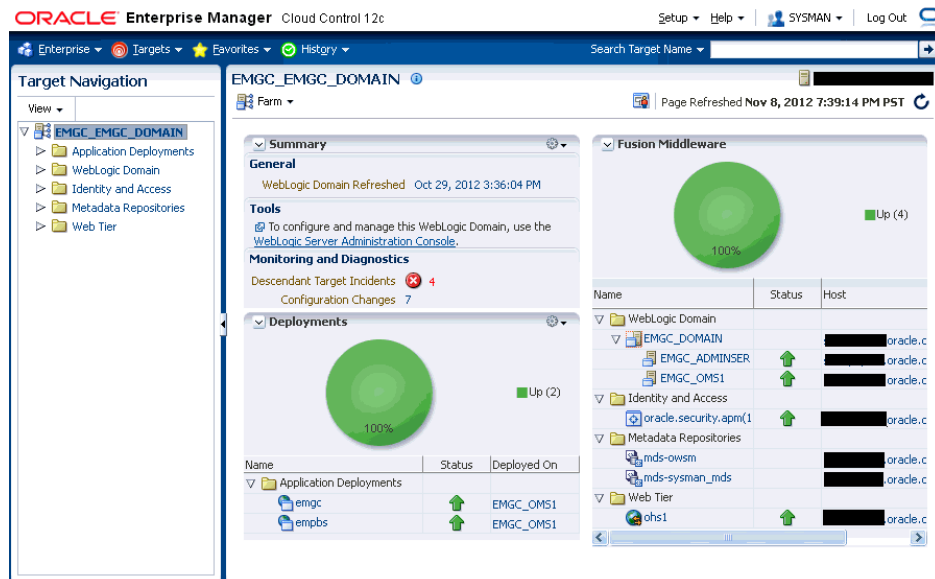 ORACLE Enterprise Manager Cloud Control 12c
Setup Help SYSMAN Log Out
Enterprise Targets Favorites History Search Target Name
Target Navigation
View
EMGC_EMGC_DOMAIN
Application Deployments
WebLogic Domain
Identity and Access
Metadata Repositories
Web Tier
EMGC_EMGC_DOMAIN
Farm
Page Refreshed Nov 8, 2012 7:39:14 PM PST
Summary
General
WebLogic Domain Refreshed Oct 29, 2012 3:36:04 PM
Tools
To configure and manage this WebLogic Domain, use the
WebLogic Server Administration Console.
Monitoring and Diagnostics
Descendant Target Incidents 4
Configuration Changes 7
Deployments
100%
Up (2)
Name Status Deployed On
Application Deployments
emgc EMGC_OMS1
empbs EMGC_OMS1
Fusion Middleware
100%
Up (4)
Name Status Host
WebLogic Domain
EMGC_DOMAIN oracle.c
EMGC_ADMINSER oracle.c
EMGC_OMS1 oracle.c
Identity and Access
oracle.security.apm(1 oracle.c
Metadata Repositories
mds-owsm oracle.c
mds-sysman_mds .oracle.c
Web Tier
ohs1 oracle.c